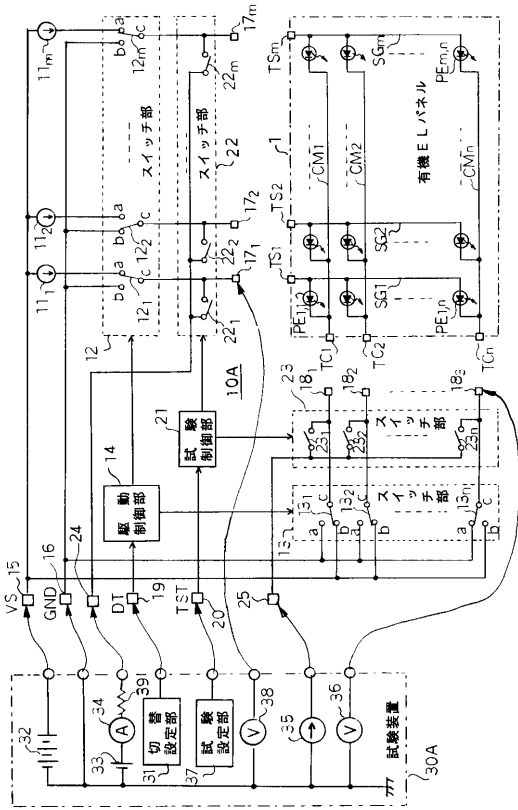 11₁
11₂
11m
12
a
b
c
12₁
a
b
c
12₂
a
b
c
12m
スイッチ部
22
22₁
22₂
22m
スイッチ部
17₁
17₂
17m
10A
14
駆動制御部
21
試験制御部
VS
15
GND
16
24
DT
19
TST
20
25
32
33
34
A
39
31
切替設定部
37
試験設定部
38
V
35
36
V
試験装置
30A
13
13₁
a
b
c
13₂
a
b
c
13n
a
b
c
スイッチ部
23
23₁
23₂
23n
スイッチ部
18₁
18₂
18₃
1
TS1
TS2
TSm
TC1
TC2
TCn
PE1,1
PE1,n
PEm,n
SG1
SG2
SGm
CM1
CM2
CMn
有機ELパネル